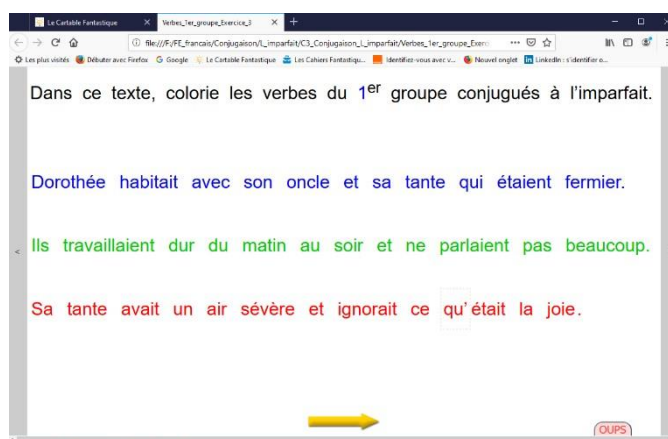 Le Cartable Fantastique Verbes_1er_groupe_Exercice_3
file:///F:/FE_francais/Conjugaison/L_imparfait/C3_Conjugaison_L_imparfait/Verbes_1er_groupe_Exerc
Les plus visités Débuter avec Firefox Google Le Cartable Fantastique Les Cahiers Fantastiqu... Identifiez-vous avec v... Nouvel onglet LinkedIn : s'identifier o...
Dans ce texte, colorie les verbes du 1er groupe conjugués à l'imparfait.
Dorothée habitait avec son oncle et sa tante qui étaient fermier.
Ils travaillaient dur du matin au soir et ne parlaient pas beaucoup.
Sa tante avait un air sévère et ignorait ce qu' était la joie.
OUPS